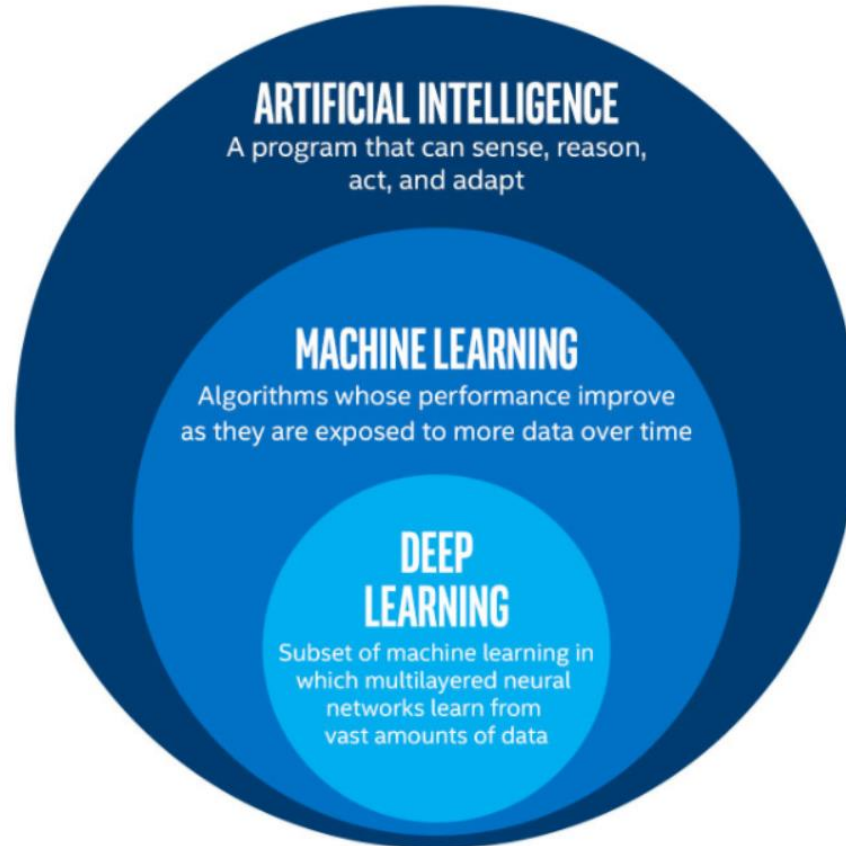 ARTIFICIAL INTELLIGENCE
A program that can sense, reason,
act, and adapt
MACHINE LEARNING
Algorithms whose performance improve
as they are exposed to more data over time
DEEP
LEARNING
Subset of machine learning in
which multilayered neural
networks learn from
vast amounts of data